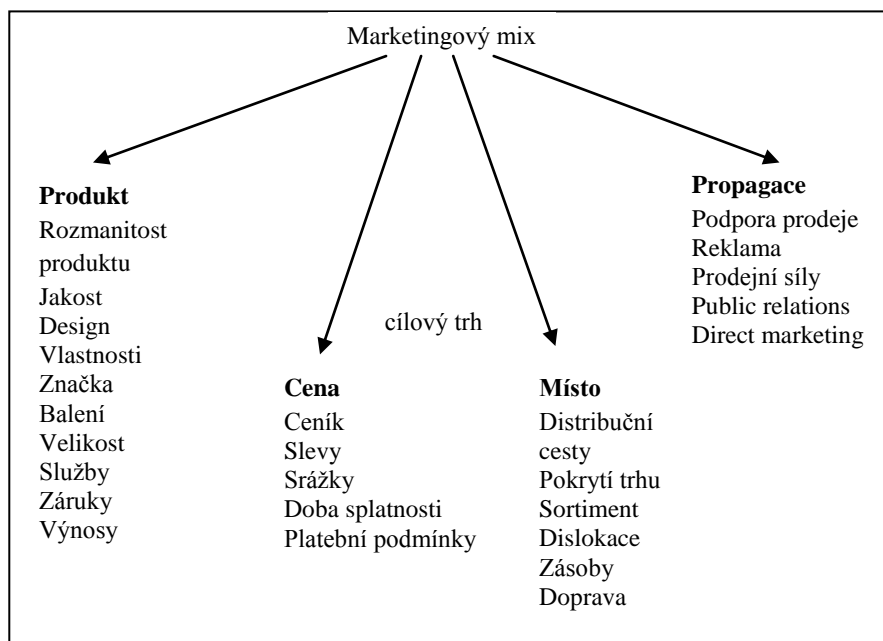 Marketingový mix
Produkt
Rozmanitost
produktu
Jakost
Design
Vlastnosti
Značka
Balení
Velikost
Služby
Záruky
Výnosy
cílový trh
Cena
Ceník
Slevy
Srážky
Doba splatnosti
Platební podmínky
Místo
Distribuční
cesty
Pokrytí trhu
Sortiment
Dislokace
Zásoby
Doprava
Propagace
Podpora prodeje
Reklama
Prodejní síly
Public relations
Direct marketing